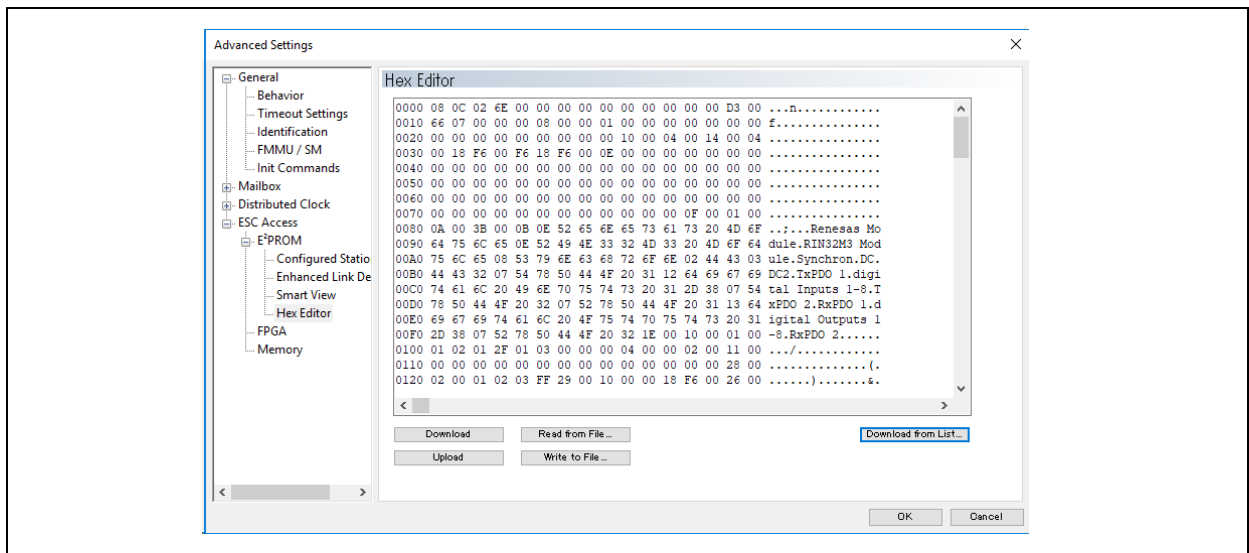 Advanced Settings
General
Behavior
Timeout Settings
Identification
FMMU / SM
Init Commands
Mailbox
Distributed Clock
ESC Access
E²PROM
Configured Statio
Enhanced Link De
Smart View
Hex Editor
FPGA
Memory
Hex Editor
0000 08 0C 02 6E 00 00 00 00 00 00 00 00 00 00 D3 00 ...n............
0010 66 07 00 00 00 08 00 00 01 00 00 00 00 00 00 00 f...............
0020 00 00 00 00 00 00 00 00 00 10 00 04 00 14 00 04 ................
0030 00 18 F6 00 F6 18 F6 00 0E 00 00 00 00 00 00 00 ................
0040 00 00 00 00 00 00 00 00 00 00 00 00 00 00 00 00 ................
0050 00 00 00 00 00 00 00 00 00 00 00 00 00 00 00 00 ................
0060 00 00 00 00 00 00 00 00 00 00 00 00 00 00 00 00 ................
0070 00 00 00 00 00 00 00 00 00 00 00 00 0F 00 01 00 ................
0080 0A 00 3B 00 0B 0E 52 65 6E 65 73 61 73 20 4D 6F ..;...Renesas Mo
0090 64 75 6C 65 0E 52 49 4E 33 32 4D 33 20 4D 6F 64 dule.RIN32M3 Mod
00A0 75 6C 65 08 53 79 6E 63 68 72 6F 6E 02 44 43 03 ule.Synchron.DC.
00B0 44 43 32 07 54 78 50 44 4F 20 31 12 64 69 67 69 DC2.TxPDO 1.digi
00C0 74 61 6C 20 49 6E 70 75 74 73 20 31 2D 38 07 54 tal Inputs 1-8.T
00D0 78 50 44 4F 20 32 07 52 78 50 44 4F 20 31 13 64 xPDO 2.RxPDO 1.d
00E0 69 67 69 74 61 6C 20 4F 75 74 70 75 74 73 20 31 igital Outputs 1
00F0 2D 38 07 52 78 50 44 4F 20 32 1E 00 10 00 01 00 -8.RxPDO 2......
0100 01 02 01 2F 01 03 00 00 00 04 00 00 02 00 11 00 .../............
0110 00 00 00 00 00 00 00 00 00 00 00 00 00 00 28 00 ..............(.
0120 02 00 01 02 03 FF 29 00 10 00 00 18 F6 00 26 00 ......).......&.
Download
Read from File...
Download from List...
Upload
Write to File...
OK
Cancel